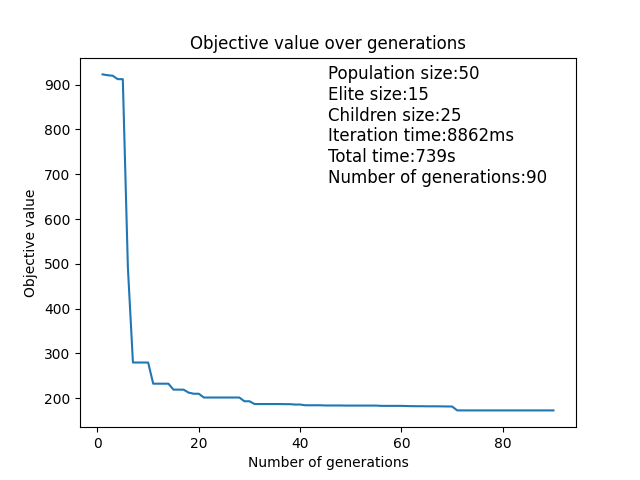 Objective value over generations
Population size:50
Elite size:15
Children size:25
Iteration time:8862ms
Total time:739s
Number of generations:90
Objective value
900
800
700
600
500
400
300
200
0 20 40 60 80
Number of generations